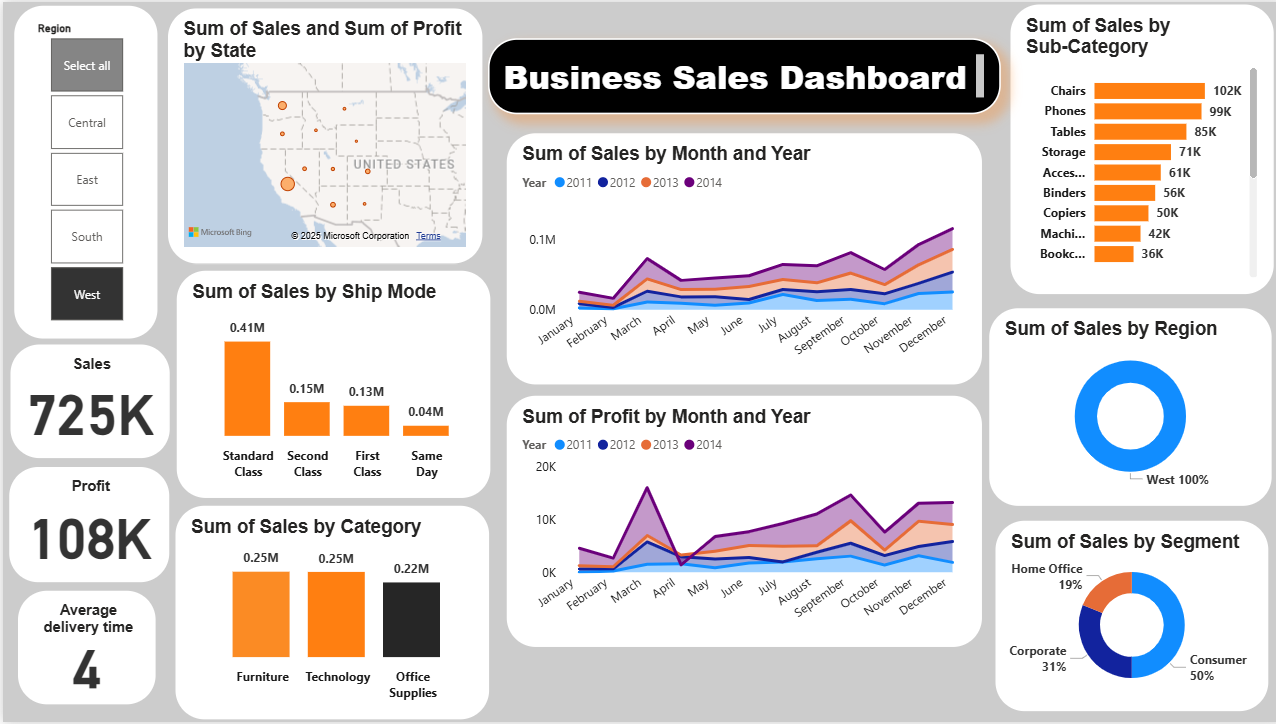 Region
Select all
Central
East
South
West
Sales
725K
Profit
108K
Average
delivery time
4
Sum of Sales and Sum of Profit
by State
UNITED STATES
Microsoft Bing
© 2025 Microsoft Corporation Terms
Sum of Sales by Ship Mode
0.41M
0.15M
0.13M
0.04M
Standard
Class
Second
Class
First
Class
Same
Day
Sum of Sales by Category
0.25M
0.25M
0.22M
Furniture
Technology
Office
Supplies
Business Sales Dashboard
Sum of Sales by Month and Year
Year 2011 2012 2013 2014
0.1M
0.0M
January
February
March
April
May
June
July
August
September
October
November
December
Sum of Profit by Month and Year
Year 2011 2012 2013 2014
20K
10K
0K
January
February
March
April
May
June
July
August
September
October
November
December
Sum of Sales by
Sub-Category
Chairs 102K
Phones 99K
Tables 85K
Storage 71K
Acces... 61K
Binders 56K
Copiers 50K
Machi... 42K
Bookc... 36K
Sum of Sales by Region
West 100%
Sum of Sales by Segment
Home Office
19%
Corporate
31%
Consumer
50%